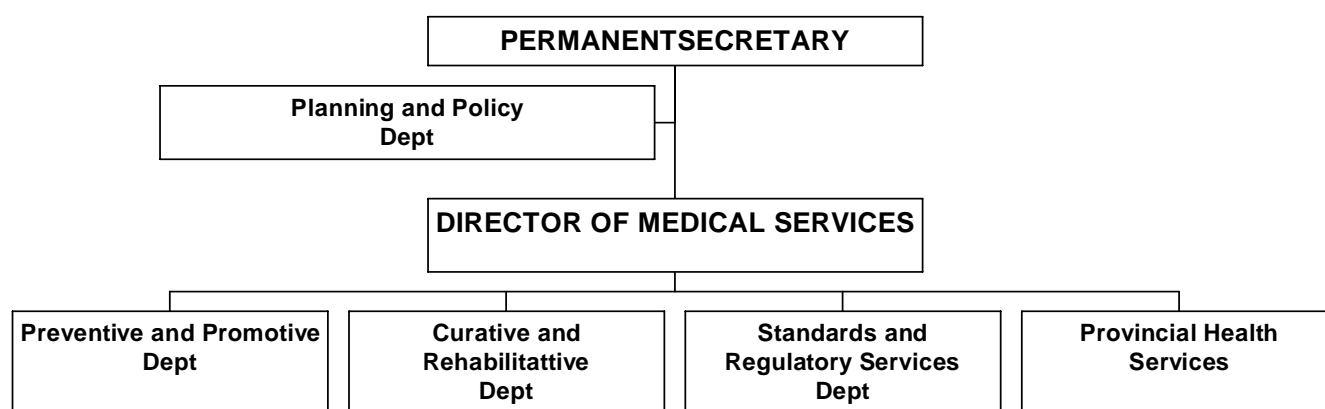 PERMANENTSECRETARY
Planning and Policy
Dept
DIRECTOR OF MEDICAL SERVICES
Preventive and Promotive
Dept
Curative and
Rehabilitattive
Dept
Standards and
Regulatory Services
Dept
Provincial Health
Services